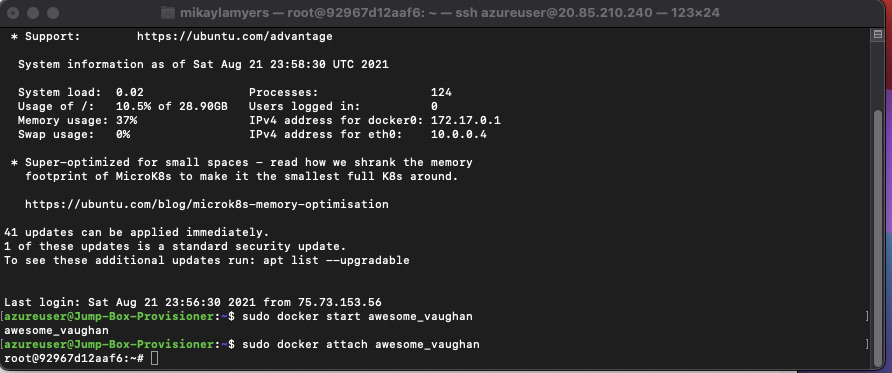 mikaylamyers — root@92967d12aaf6: ~ — ssh azureuser@20.85.210.240 — 123×24
* Support:        https://ubuntu.com/advantage
System information as of Sat Aug 21 23:58:30 UTC 2021
System load:  0.02               Processes:                124
Usage of /:   10.5% of 28.90GB   Users logged in:          0
Memory usage: 37%                IPv4 address for docker0: 172.17.0.1
Swap usage:   0%                 IPv4 address for eth0:    10.0.0.4
* Super-optimized for small spaces - read how we shrank the memory
footprint of MicroK8s to make it the smallest full K8s around.
https://ubuntu.com/blog/microk8s-memory-optimisation
41 updates can be applied immediately.
1 of these updates is a standard security update.
To see these additional updates run: apt list --upgradable
Last login: Sat Aug 21 23:56:30 2021 from 75.73.153.56
[azureuser@Jump-Box-Provisioner:~$ sudo docker start awesome_vaughan ]
awesome_vaughan
[azureuser@Jump-Box-Provisioner:~$ sudo docker attach awesome_vaughan ]
root@92967d12aaf6:~#